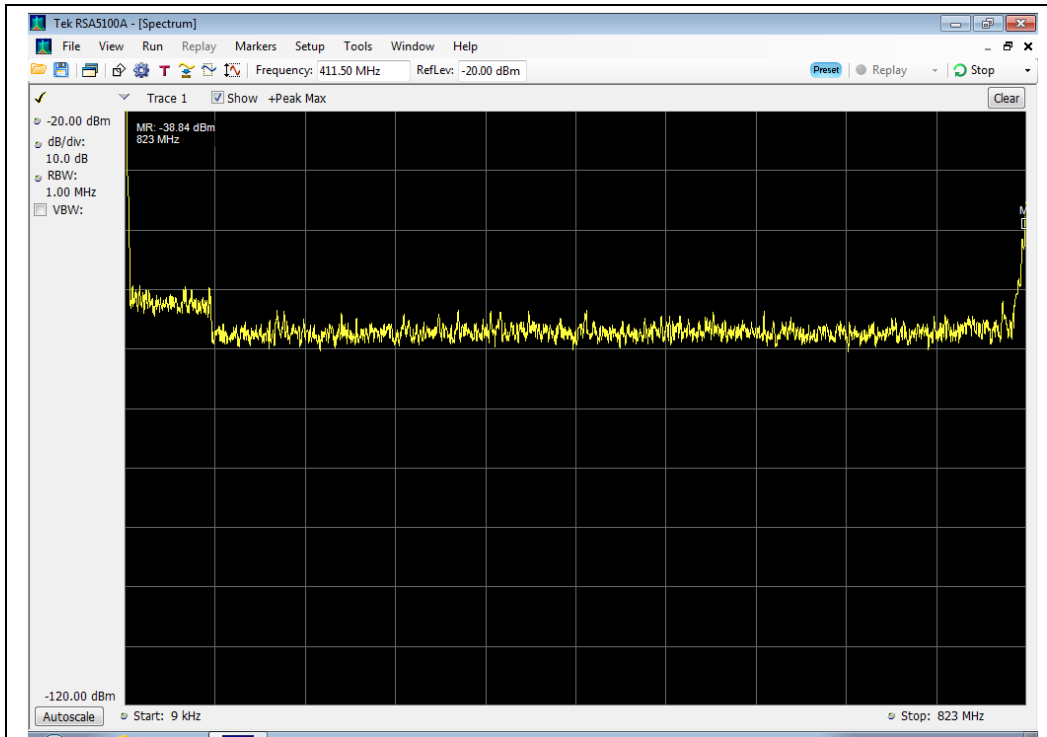 Tek RSA5100A - [Spectrum]
File View Run Replay Markers Setup Tools Window Help
Frequency: 411.50 MHz RefLev: -20.00 dBm Preset Replay Stop
Trace 1 Show +Peak Max Clear
-20.00 dBm
dB/div:
10.0 dB
RBW:
1.00 MHz
VBW:
MR: -38.84 dBm
823 MHz
M
-120.00 dBm
Autoscale Start: 9 kHz Stop: 823 MHz